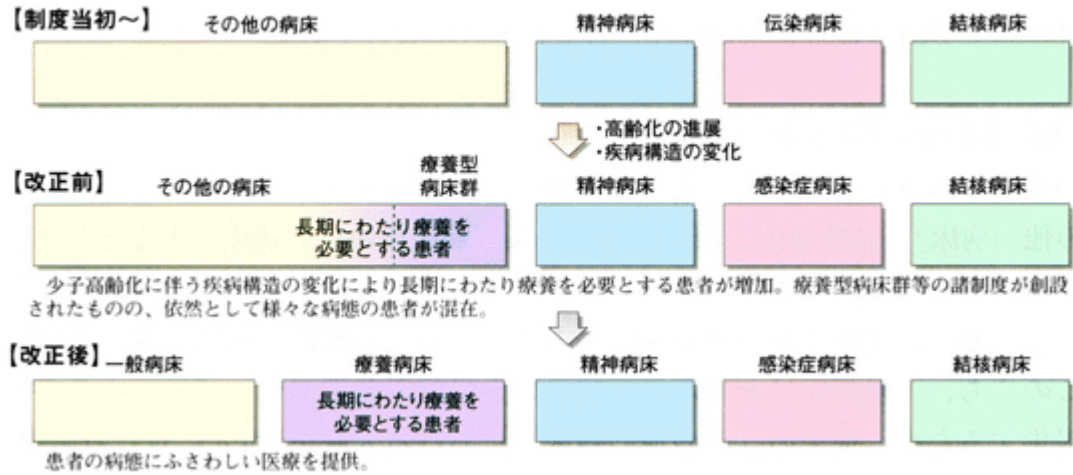 【制度当初～】
その他の病床
精神病床
伝染病床
結核病床
・高齢化の進展
・疾病構造の変化
【改正前】
その他の病床
療養型
病床群
精神病床
感染症病床
結核病床
長期にわたり療養を
必要とする患者
少子高齢化に伴う疾病構造の変化により長期にわたり療養を必要とする患者が増加。療養型病床群等の諸制度が創設
されたものの、依然として様々な病態の患者が混在。
【改正後】
一般病床
療養病床
精神病床
感染症病床
結核病床
長期にわたり療養を
必要とする患者
患者の病態にふさわしい医療を提供。